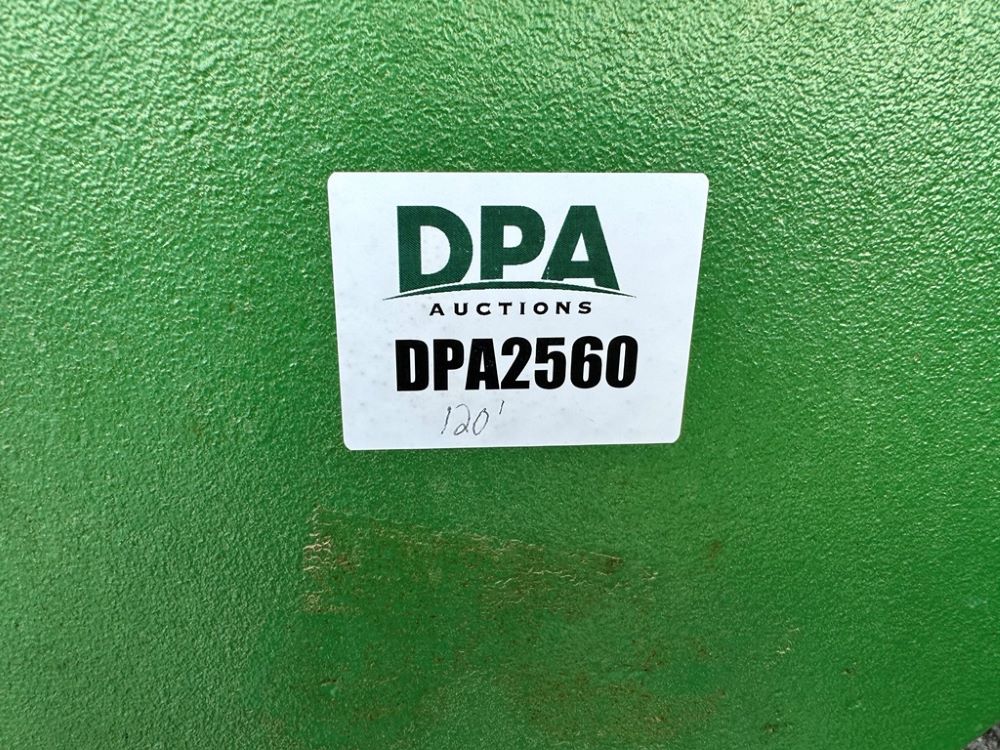 DPA
AUCTIONS
DPA2560
120'